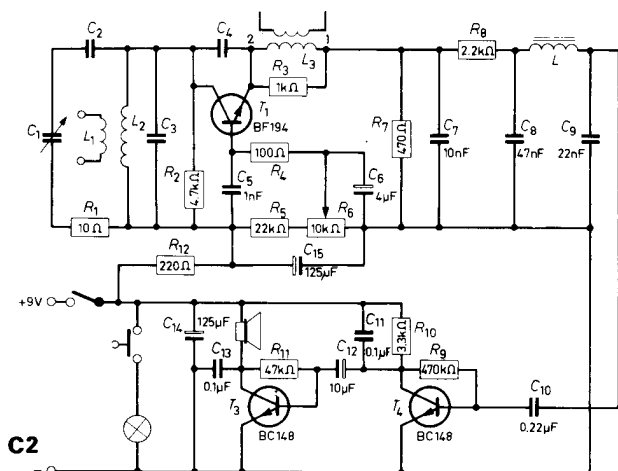 C2
C4
2
1
L3
R3
1kΩ
R8
2.2kΩ
L
C1
L1
L2
C3
T1
BF194
R7
470Ω
C7
10nF
C8
47nF
C9
22nF
R2
4.7kΩ
100Ω
R4
C5
1nF
C6
4µF
R1
10Ω
R5
22kΩ
R6
10kΩ
R12
220Ω
C15
125µF
+9V
C14
125µF
C11
0.1µF
R10
3.3kΩ
C13
0.1µF
R11
47kΩ
C12
10µF
R9
470kΩ
C10
0.22µF
T3
BC148
T4
BC148
C2
–